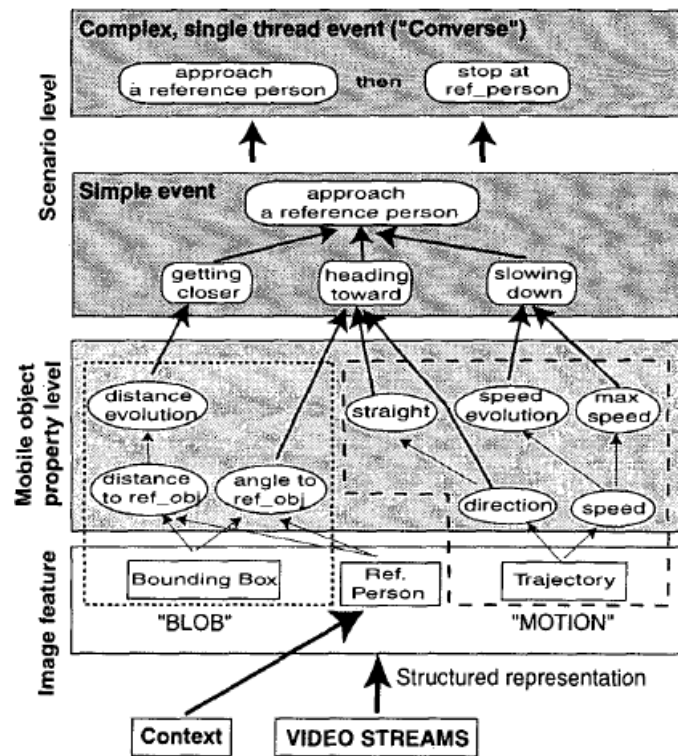 Complex, single thread event ("Converse")
approach
a reference person
then
stop at
ref_person
Scenario level
Simple event
approach
a reference person
getting
closer
heading
toward
slowing
down
Mobile object
property level
distance
evolution
straight
speed
evolution
max
speed
distance
to ref_obj
angle to
ref_obj
direction
speed
Image feature
Bounding Box
Ref.
Person
Trajectory
"BLOB"
"MOTION"
Structured representation
Context
VIDEO STREAMS